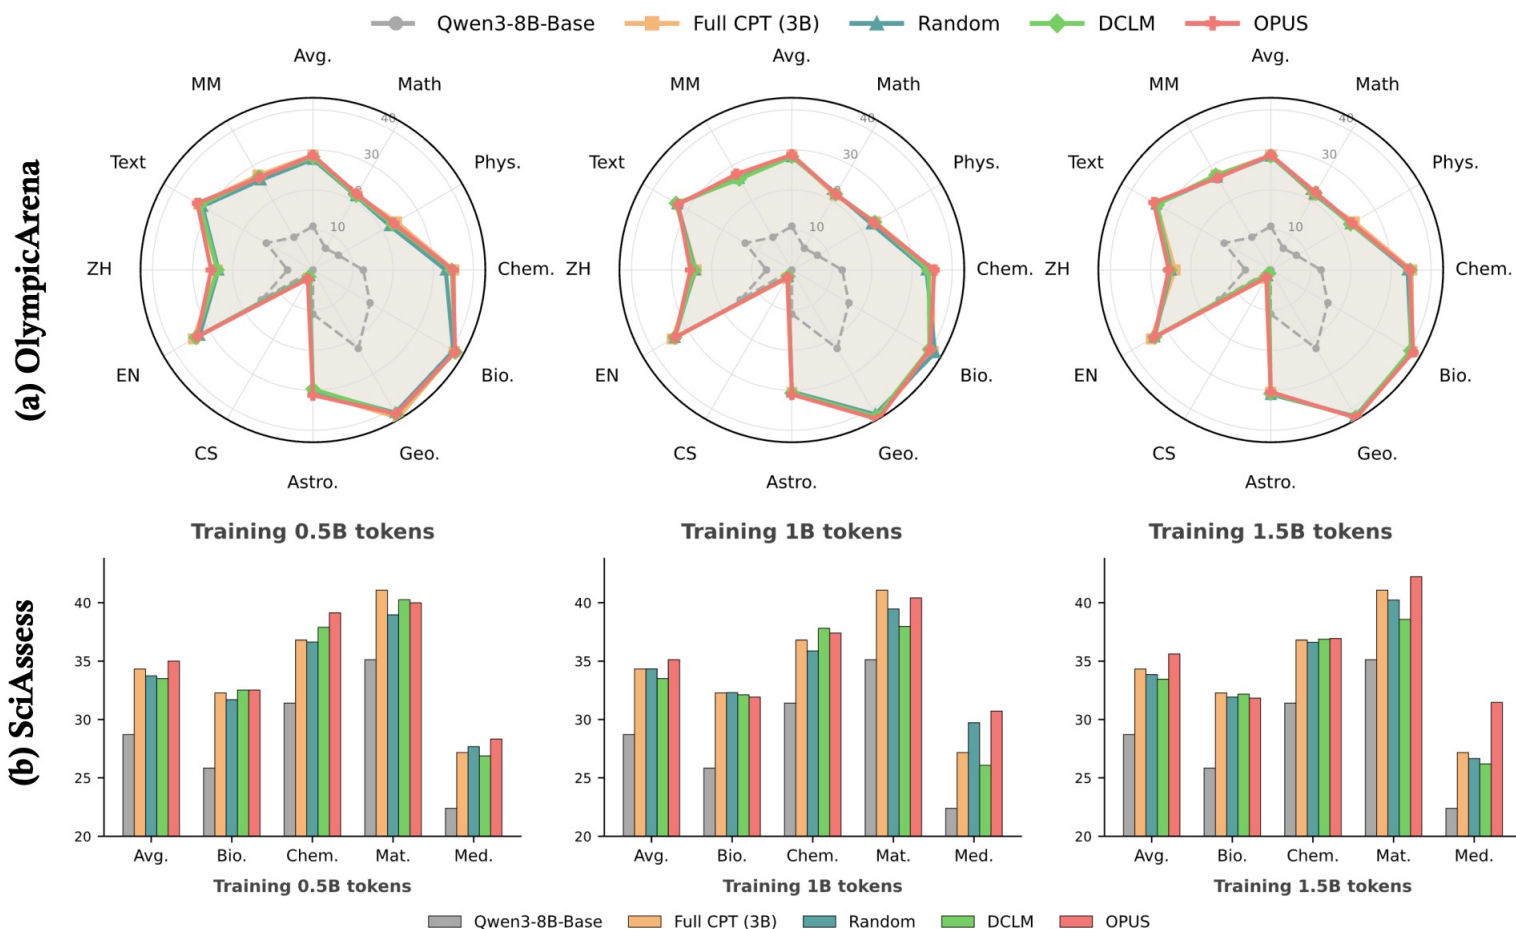 Qwen3-8B-Base Full CPT (3B) Random DCLM OPUS
(a) OlympicArena
Avg.
Math
Phys.
Chem.
Bio.
Geo.
Astro.
CS
EN
ZH
Text
MM
10
30
40
Training 0.5B tokens
Avg.
Math
Phys.
Chem.
Bio.
Geo.
Astro.
CS
EN
ZH
Text
MM
10
30
40
Training 1B tokens
Avg.
Math
Phys.
Chem.
Bio.
Geo.
Astro.
CS
EN
ZH
Text
MM
10
30
40
Training 1.5B tokens
(b) SciAssess
40
35
30
25
20
Avg. Bio. Chem. Mat. Med.
Training 0.5B tokens
40
35
30
25
20
Avg. Bio. Chem. Mat. Med.
Training 1B tokens
40
35
30
25
20
Avg. Bio. Chem. Mat. Med.
Training 1.5B tokens
Qwen3-8B-Base Full CPT (3B) Random DCLM OPUS